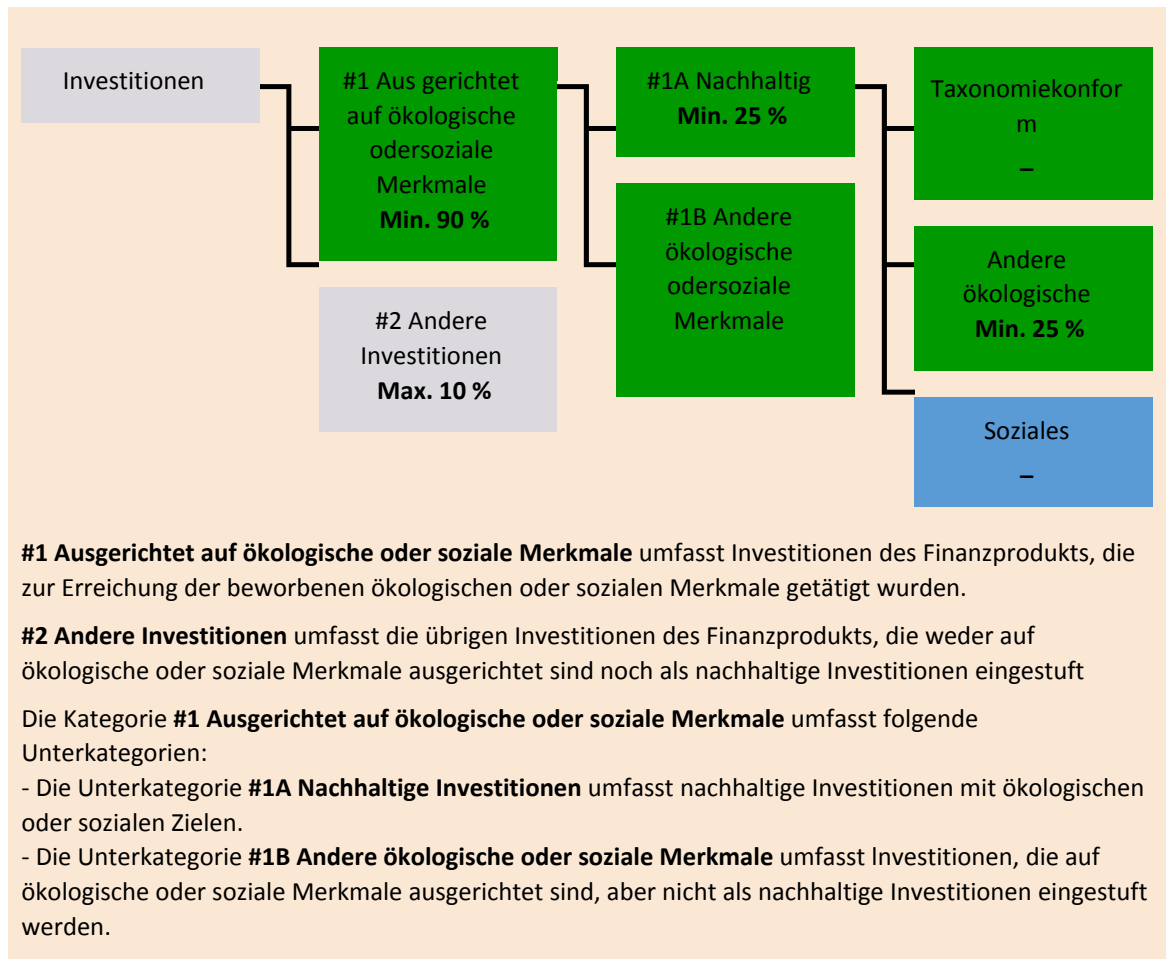 Investitionen
#1 Aus gerichtet
auf ökologische
odersoziale
Merkmale
Min. 90 %
#2 Andere
Investitionen
Max. 10 %
#1A Nachhaltig
Min. 25 %
#1B Andere
ökologische
odersoziale
Merkmale
Taxonomiekonfor
m
–
Andere
ökologische
Min. 25 %
Soziales
–
#1 Ausgerichtet auf ökologische oder soziale Merkmale umfasst Investitionen des Finanzprodukts, die
zur Erreichung der beworbenen ökologischen oder sozialen Merkmale getätigt wurden.
#2 Andere Investitionen umfasst die übrigen Investitionen des Finanzprodukts, die weder auf
ökologische oder soziale Merkmale ausgerichtet sind noch als nachhaltige Investitionen eingestuft
Die Kategorie #1 Ausgerichtet auf ökologische oder soziale Merkmale umfasst folgende
Unterkategorien:
- Die Unterkategorie #1A Nachhaltige Investitionen umfasst nachhaltige Investitionen mit ökologischen
oder sozialen Zielen.
- Die Unterkategorie #1B Andere ökologische oder soziale Merkmale umfasst lnvestitionen, die auf
ökologische oder soziale Merkmale ausgerichtet sind, aber nicht als nachhaltige Investitionen eingestuft
werden.